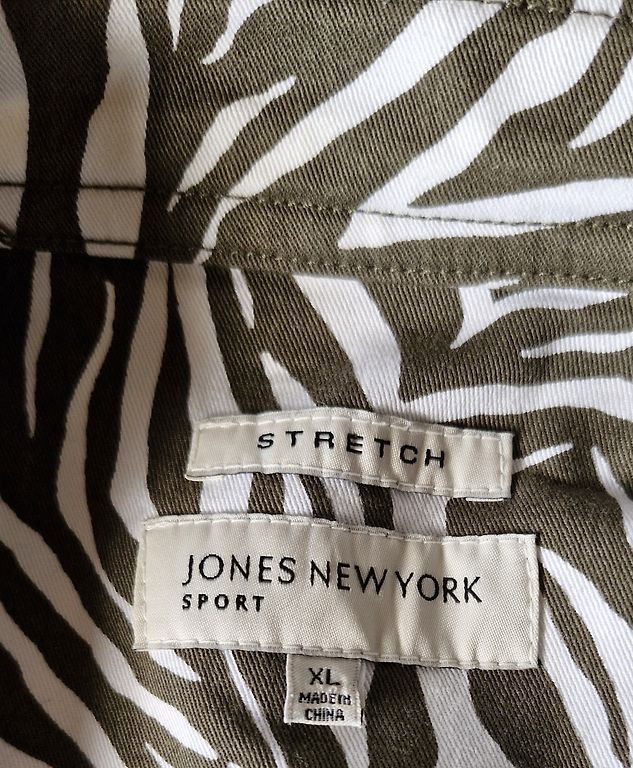 STRETCH
JONES NEW YORK
SPORT
XL
MADE IN
CHINA